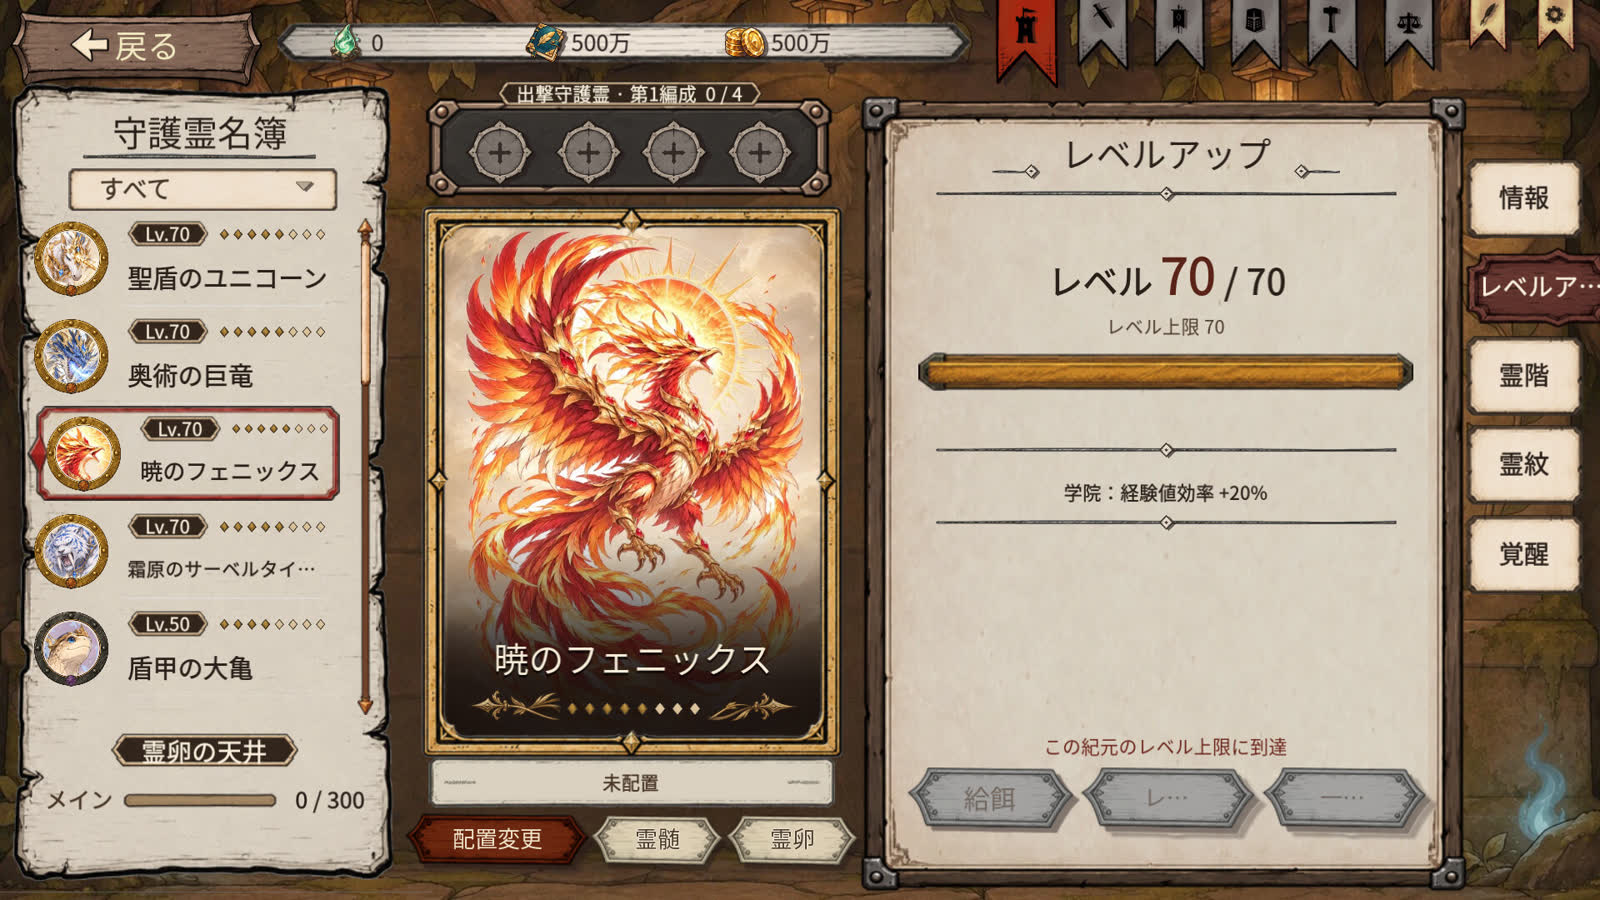 戻る
0
500万
500万
守護霊名簿
すべて
Lv.70
聖盾のユニコーン
Lv.70
奥術の巨竜
Lv.70
暁のフェニックス
Lv.70
霜原のサーベルタイ…
Lv.50
盾甲の大亀
霊卵の天井
メイン 0 / 300
出撃守護霊・第1編成 0 / 4
暁のフェニックス
未配置
配置変更
霊髄
霊卵
レベルアップ
レベル 70 / 70
レベル上限 70
学院：経験値効率 +20%
この紀元のレベル上限に到達
給餌
レ…
一…
情報
レベルア…
霊階
霊紋
覚醒